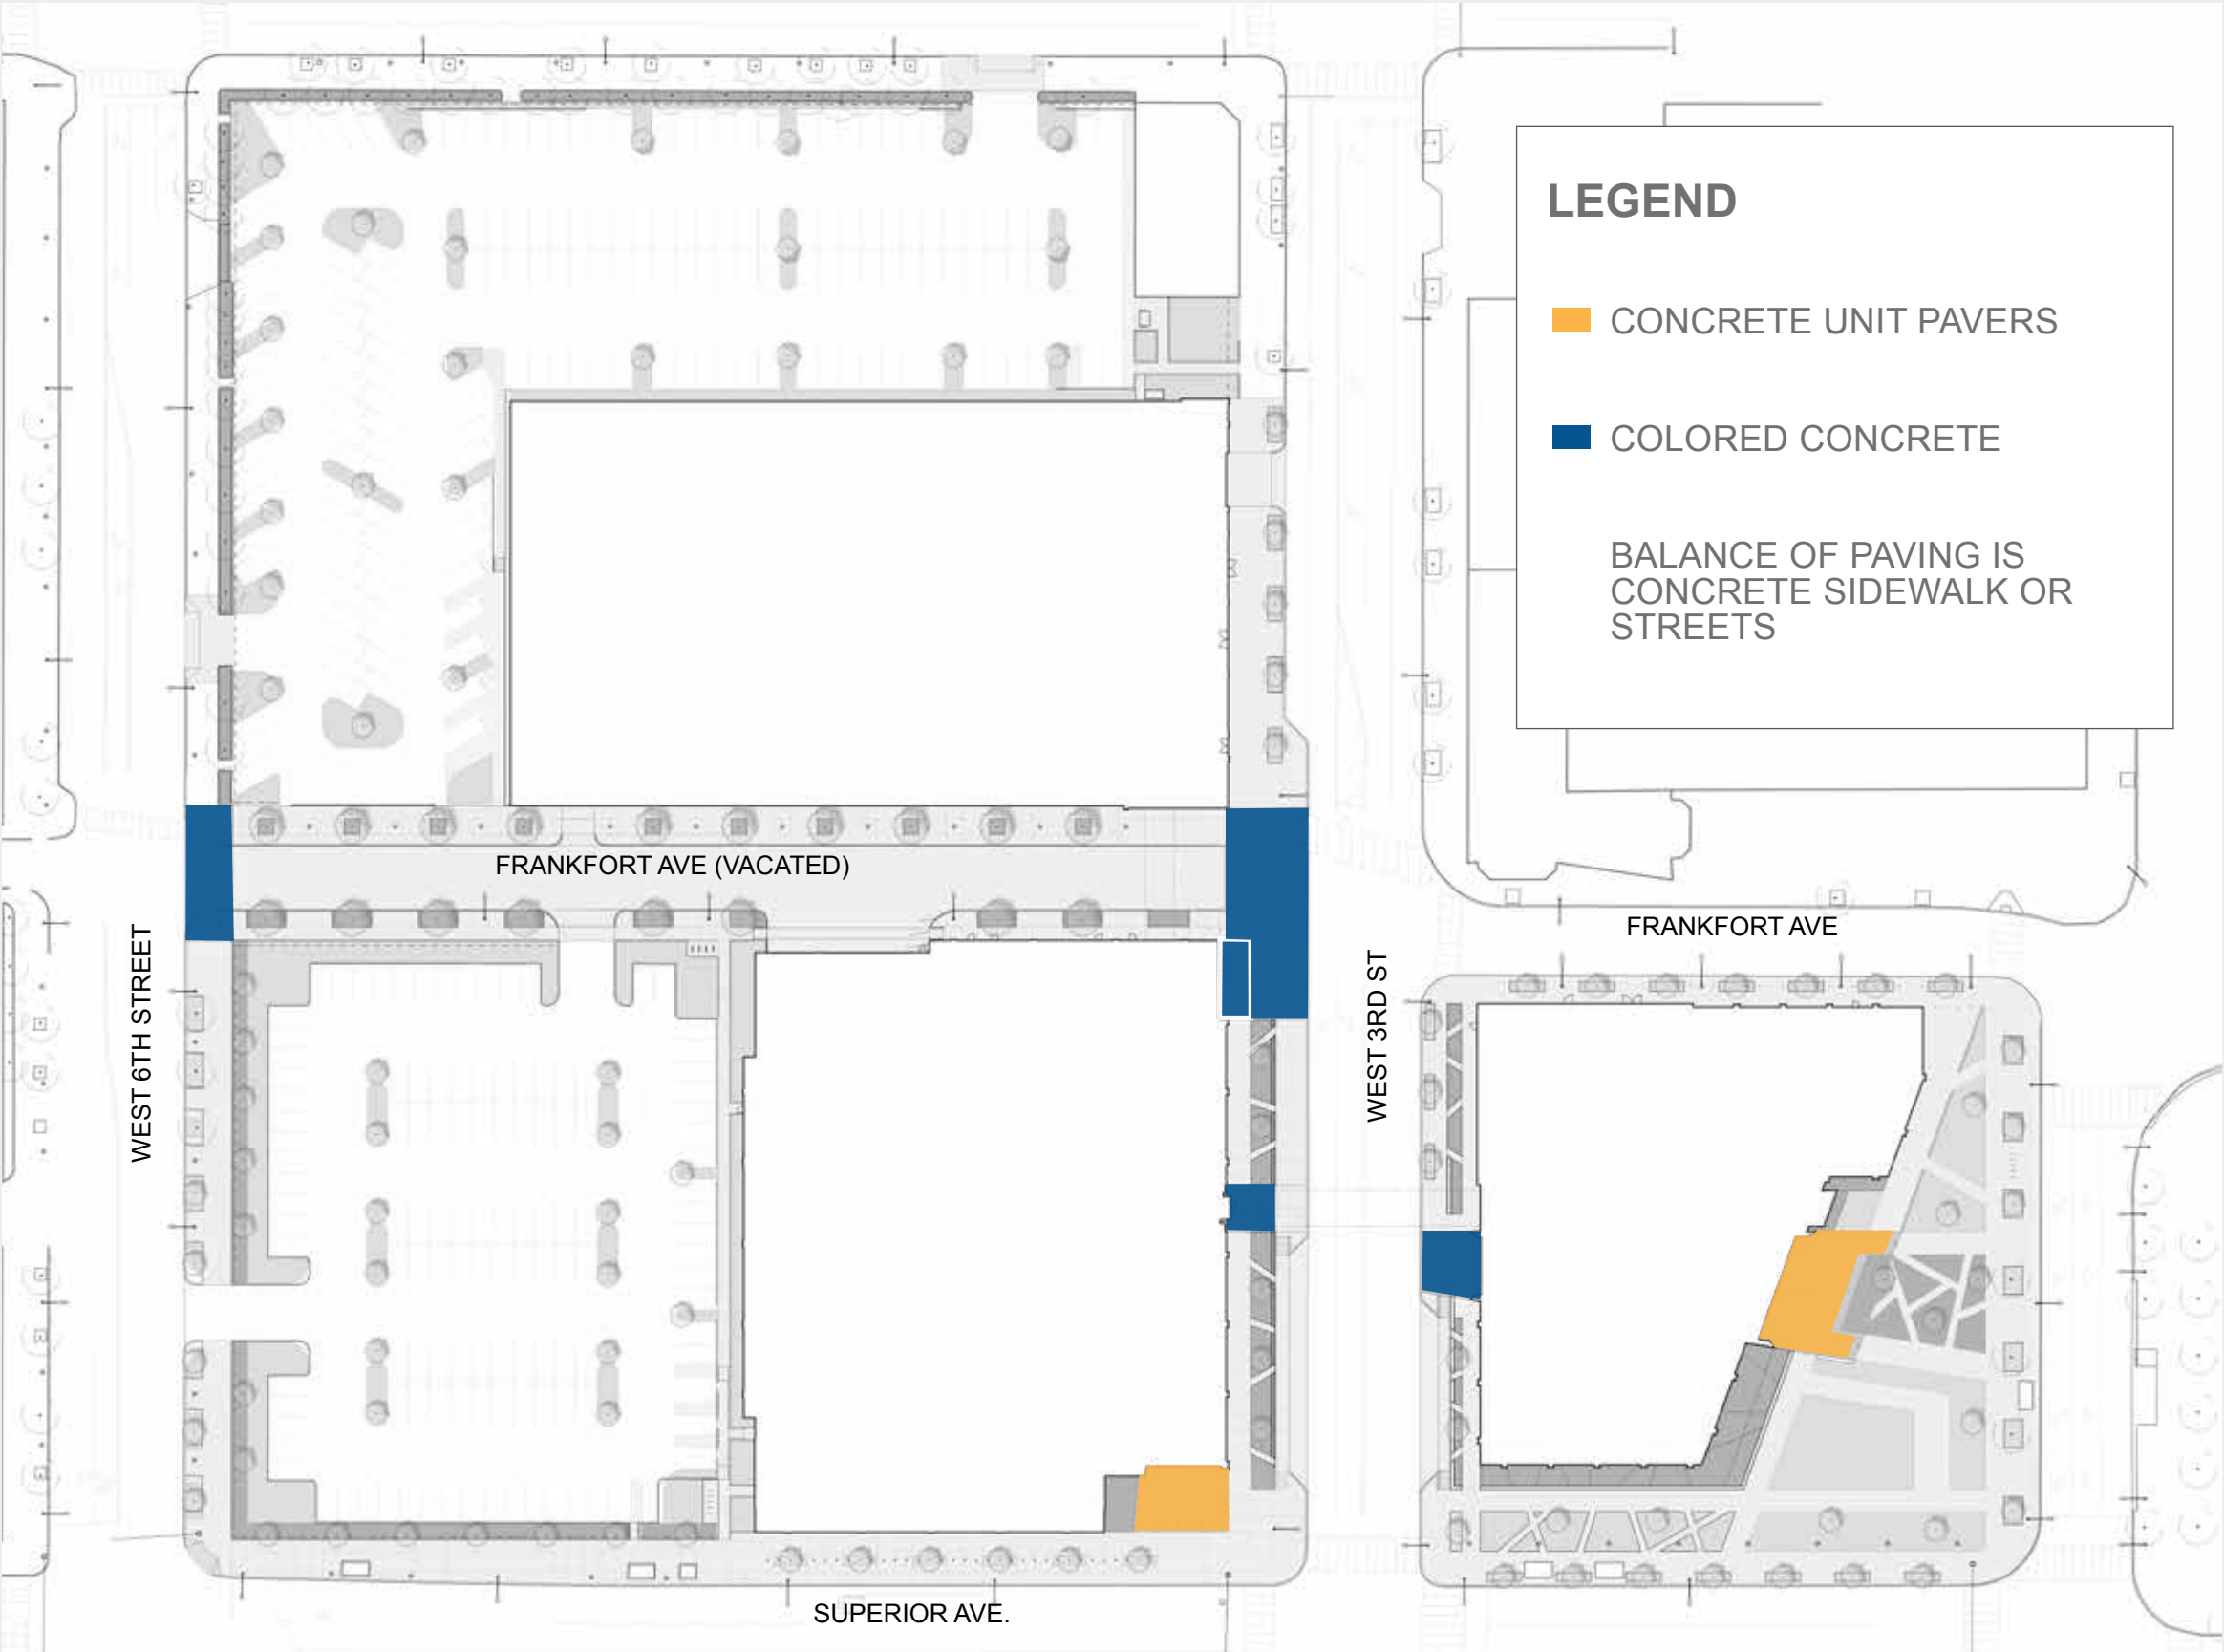 LEGEND
CONCRETE UNIT PAVERS
COLORED CONCRETE
BALANCE OF PAVING IS
CONCRETE SIDEWALK OR
STREETS
FRANKFORT AVE (VACATED)
FRANKFORT AVE
WEST 6TH STREET
WEST 3RD ST
SUPERIOR AVE.